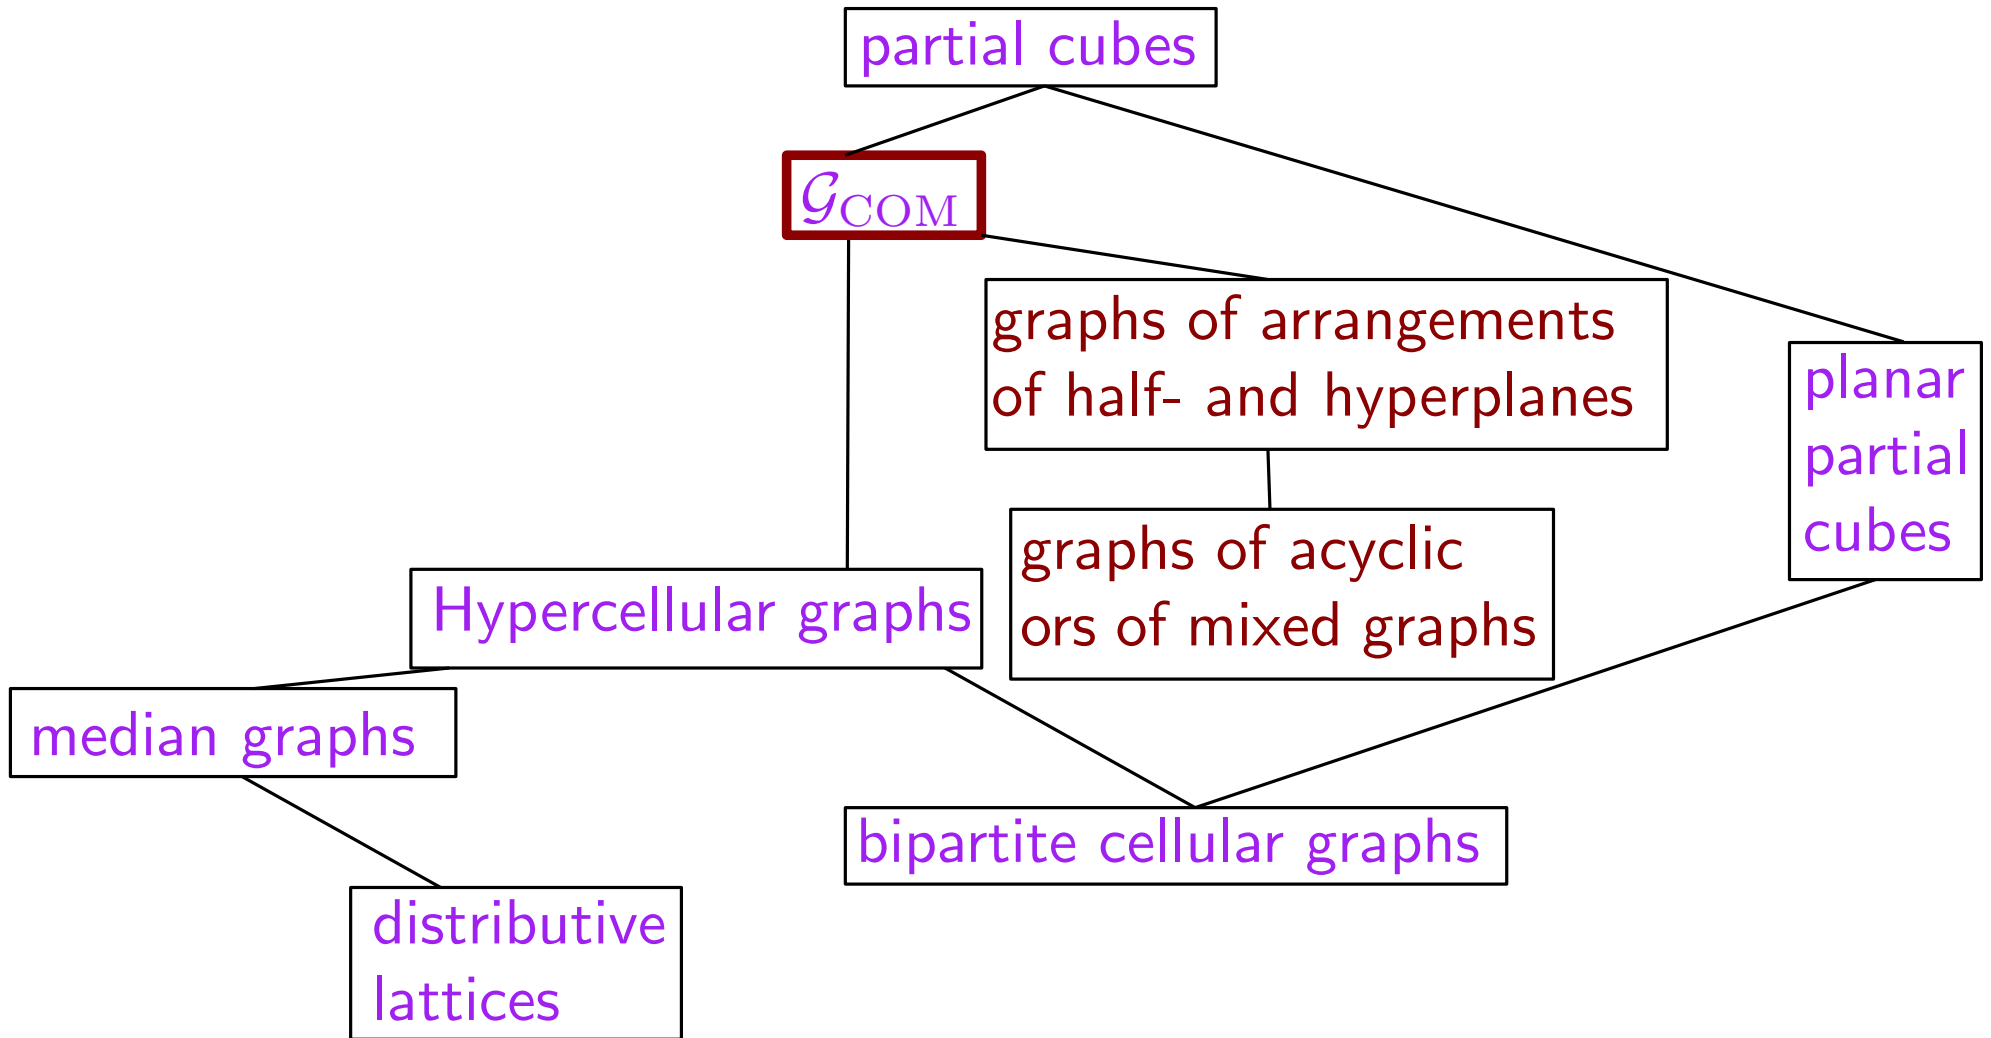 partial cubes
𝒢COM
graphs of arrangements
of half- and hyperplanes
planar
partial
cubes
graphs of acyclic
ors of mixed graphs
Hypercellular graphs
median graphs
bipartite cellular graphs
distributive
lattices